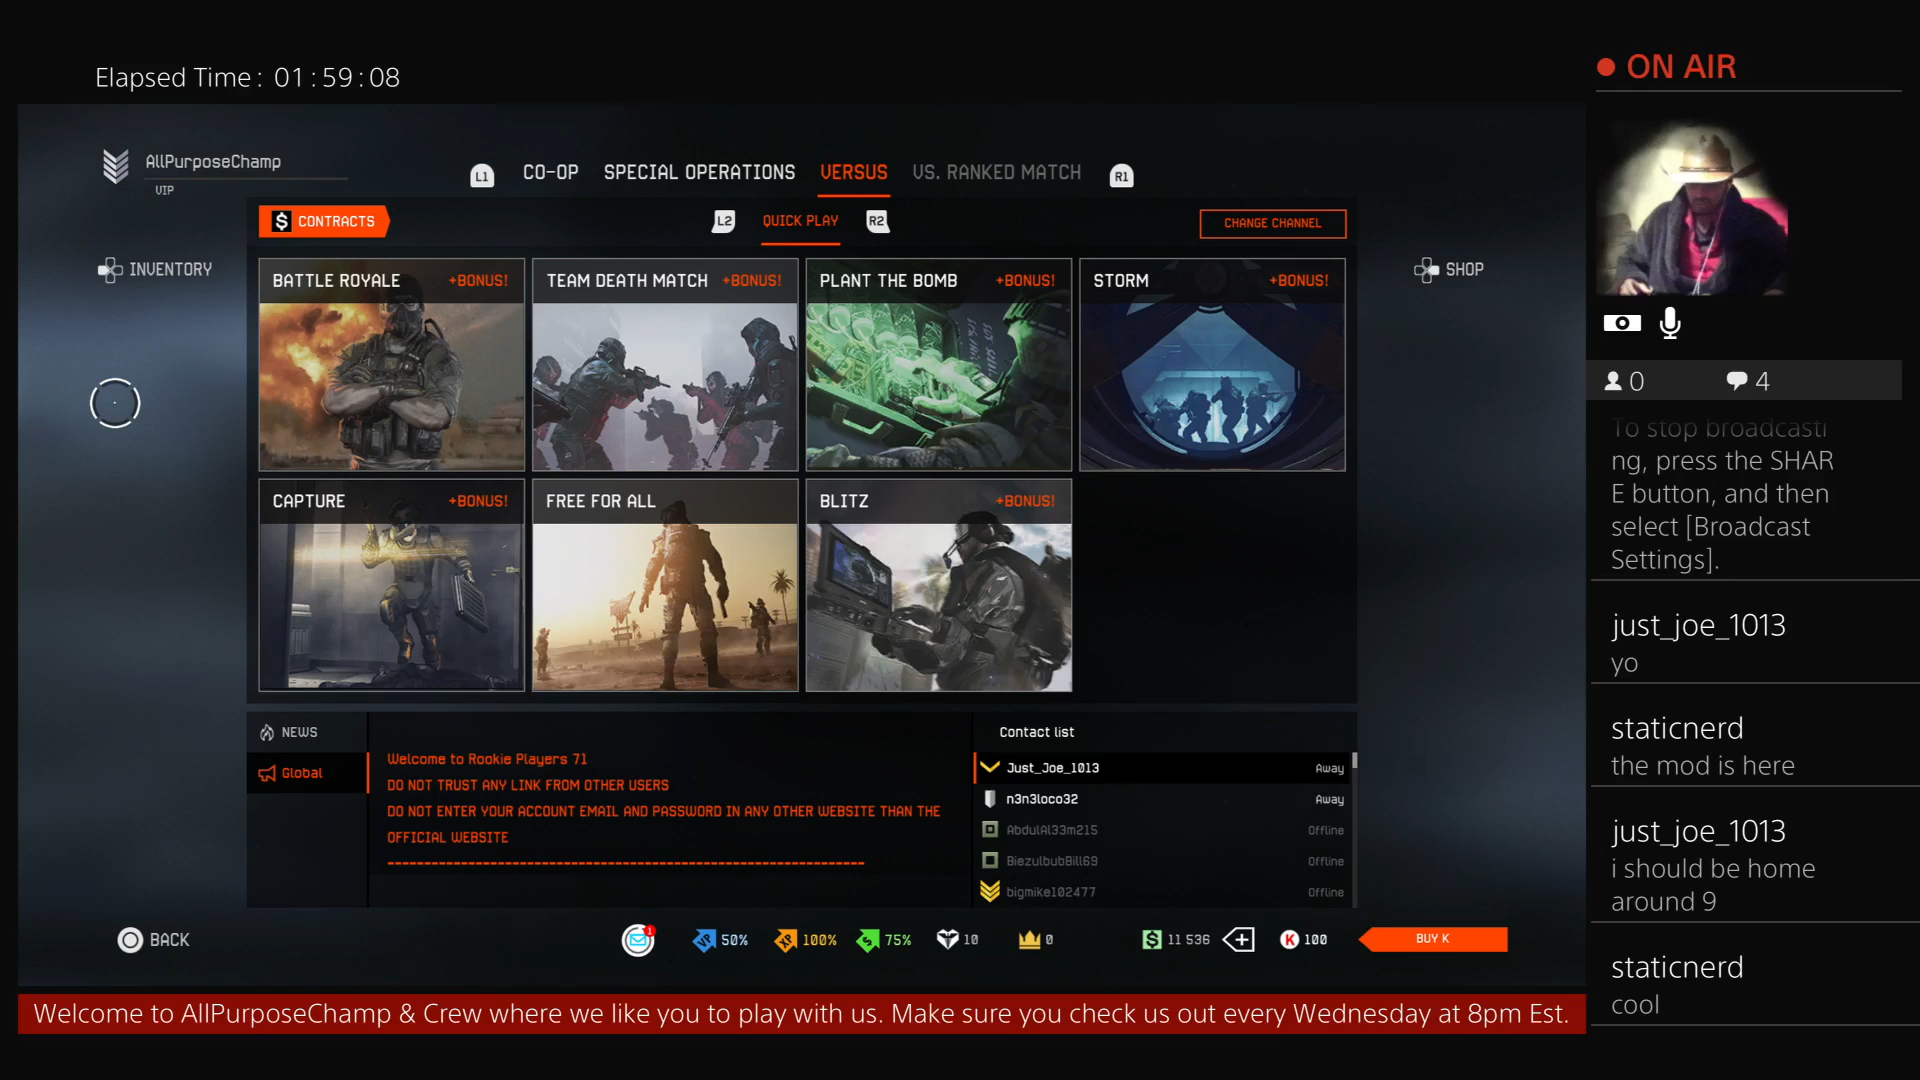 Elapsed Time: 01:59:08
ON AIR
AllPurposeChamp
VIP
L1 CO-OP SPECIAL OPERATIONS VERSUS VS. RANKED MATCH R1
$ CONTRACTS
L2 QUICK PLAY R2
CHANGE CHANNEL
INVENTORY
SHOP
BATTLE ROYALE +BONUS!
TEAM DEATH MATCH +BONUS!
PLANT THE BOMB +BONUS!
STORM +BONUS!
CAPTURE +BONUS!
FREE FOR ALL
BLITZ +BONUS!
NEWS
Global
Welcome to Rookie Players 71
DO NOT TRUST ANY LINK FROM OTHER USERS
DO NOT ENTER YOUR ACCOUNT EMAIL AND PASSWORD IN ANY OTHER WEBSITE THAN THE
OFFICIAL WEBSITE
--------------------------------------------------------------
Contact list
Just_Joe_1013 Away
n3n3loco32 Away
AbdulAl33m215 Offline
BiezulbubBill69 Offline
bigmike102477 Offline
BACK
1
50% 100% 75% 10 0
$ 11 536
K 100
BUY K
Welcome to AllPurposeChamp & Crew where we like you to play with us. Make sure you check us out every Wednesday at 8pm Est.
0 4
To stop broadcasti
ng, press the SHAR
E button, and then
select [Broadcast
Settings].
just_joe_1013
yo
staticnerd
the mod is here
just_joe_1013
i should be home
around 9
staticnerd
cool